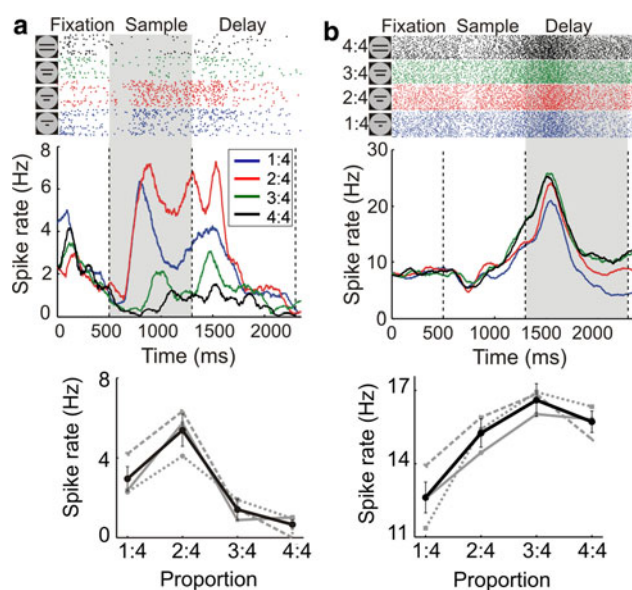 a
Fixation Sample Delay
8
6
4
2
0
Spike rate (Hz)
1:4
2:4
3:4
4:4
0 500 1000 1500 2000
Time (ms)
8
4
0
Spike rate (Hz)
1:4 2:4 3:4 4:4
Proportion
b
Fixation Sample Delay
4:4
3:4
2:4
1:4
30
20
10
0
Spike rate (Hz)
0 500 1000 1500 2000
Time (ms)
17
15
13
11
Spike rate (Hz)
1:4 2:4 3:4 4:4
Proportion